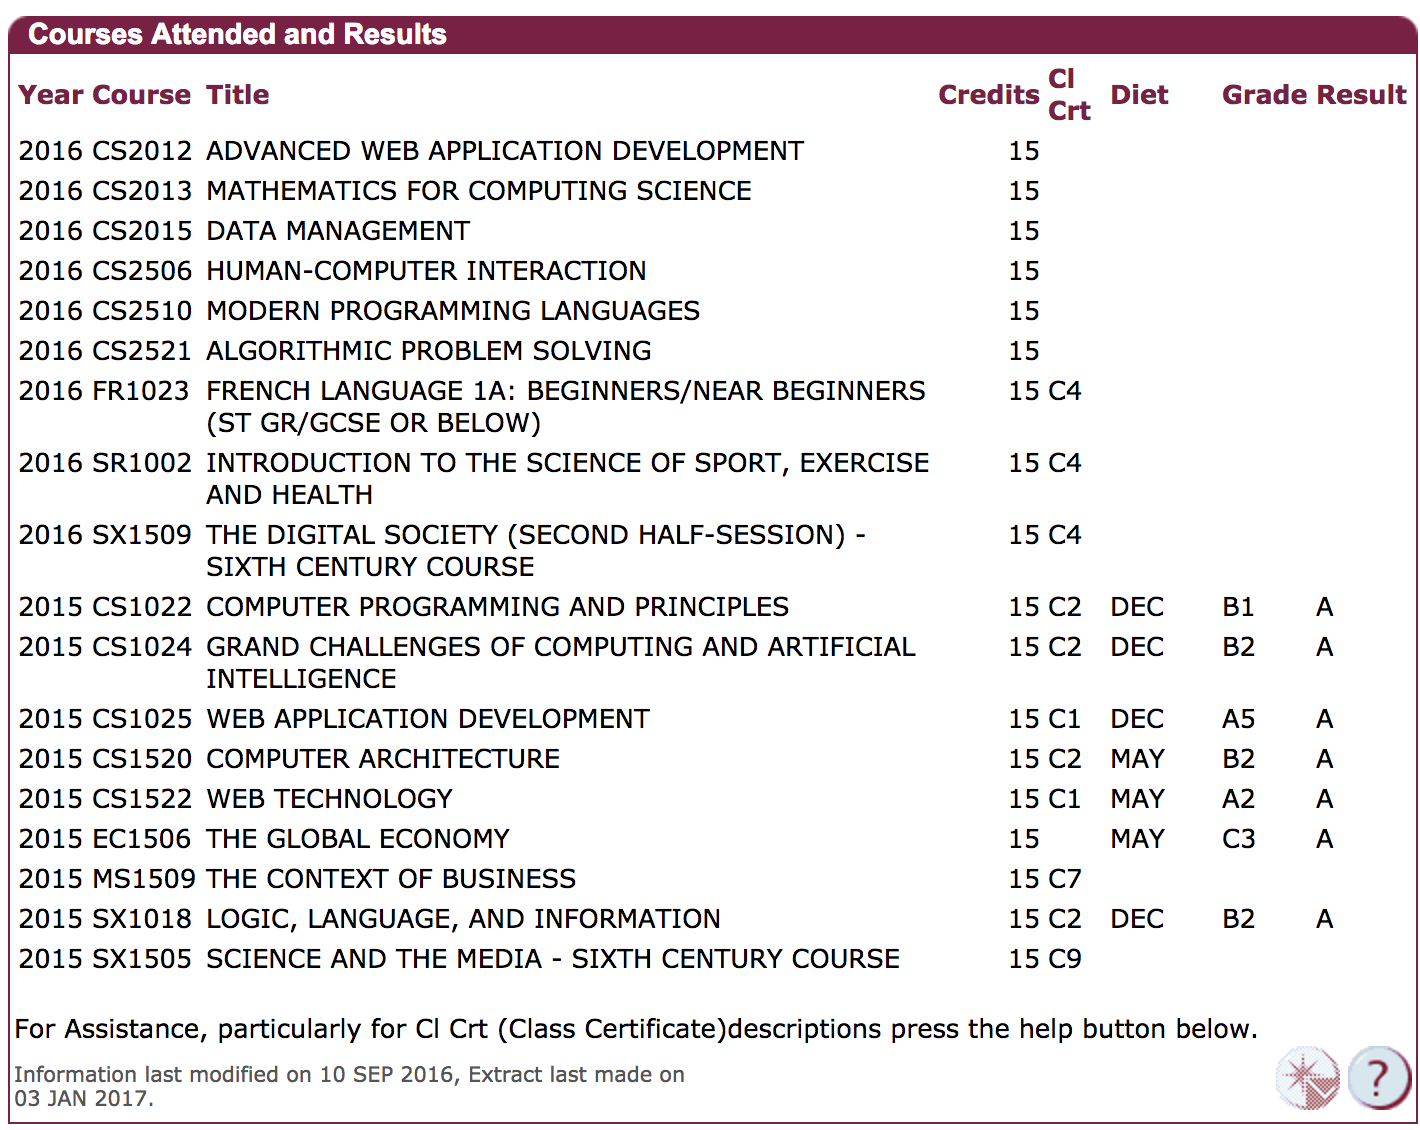 Courses Attended and Results
Year Course Title Credits Cl Crt Diet Grade Result
2016 CS2012 ADVANCED WEB APPLICATION DEVELOPMENT 15
2016 CS2013 MATHEMATICS FOR COMPUTING SCIENCE 15
2016 CS2015 DATA MANAGEMENT 15
2016 CS2506 HUMAN-COMPUTER INTERACTION 15
2016 CS2510 MODERN PROGRAMMING LANGUAGES 15
2016 CS2521 ALGORITHMIC PROBLEM SOLVING 15
2016 FR1023 FRENCH LANGUAGE 1A: BEGINNERS/NEAR BEGINNERS 15 C4
(ST GR/GCSE OR BELOW)
2016 SR1002 INTRODUCTION TO THE SCIENCE OF SPORT, EXERCISE 15 C4
AND HEALTH
2016 SX1509 THE DIGITAL SOCIETY (SECOND HALF-SESSION) - 15 C4
SIXTH CENTURY COURSE
2015 CS1022 COMPUTER PROGRAMMING AND PRINCIPLES 15 C2 DEC B1 A
2015 CS1024 GRAND CHALLENGES OF COMPUTING AND ARTIFICIAL 15 C2 DEC B2 A
INTELLIGENCE
2015 CS1025 WEB APPLICATION DEVELOPMENT 15 C1 DEC A5 A
2015 CS1520 COMPUTER ARCHITECTURE 15 C2 MAY B2 A
2015 CS1522 WEB TECHNOLOGY 15 C1 MAY A2 A
2015 EC1506 THE GLOBAL ECONOMY 15 MAY C3 A
2015 MS1509 THE CONTEXT OF BUSINESS 15 C7
2015 SX1018 LOGIC, LANGUAGE, AND INFORMATION 15 C2 DEC B2 A
2015 SX1505 SCIENCE AND THE MEDIA - SIXTH CENTURY COURSE 15 C9
For Assistance, particularly for Cl Crt (Class Certificate)descriptions press the help button below.
Information last modified on 10 SEP 2016, Extract last made on
03 JAN 2017.
?